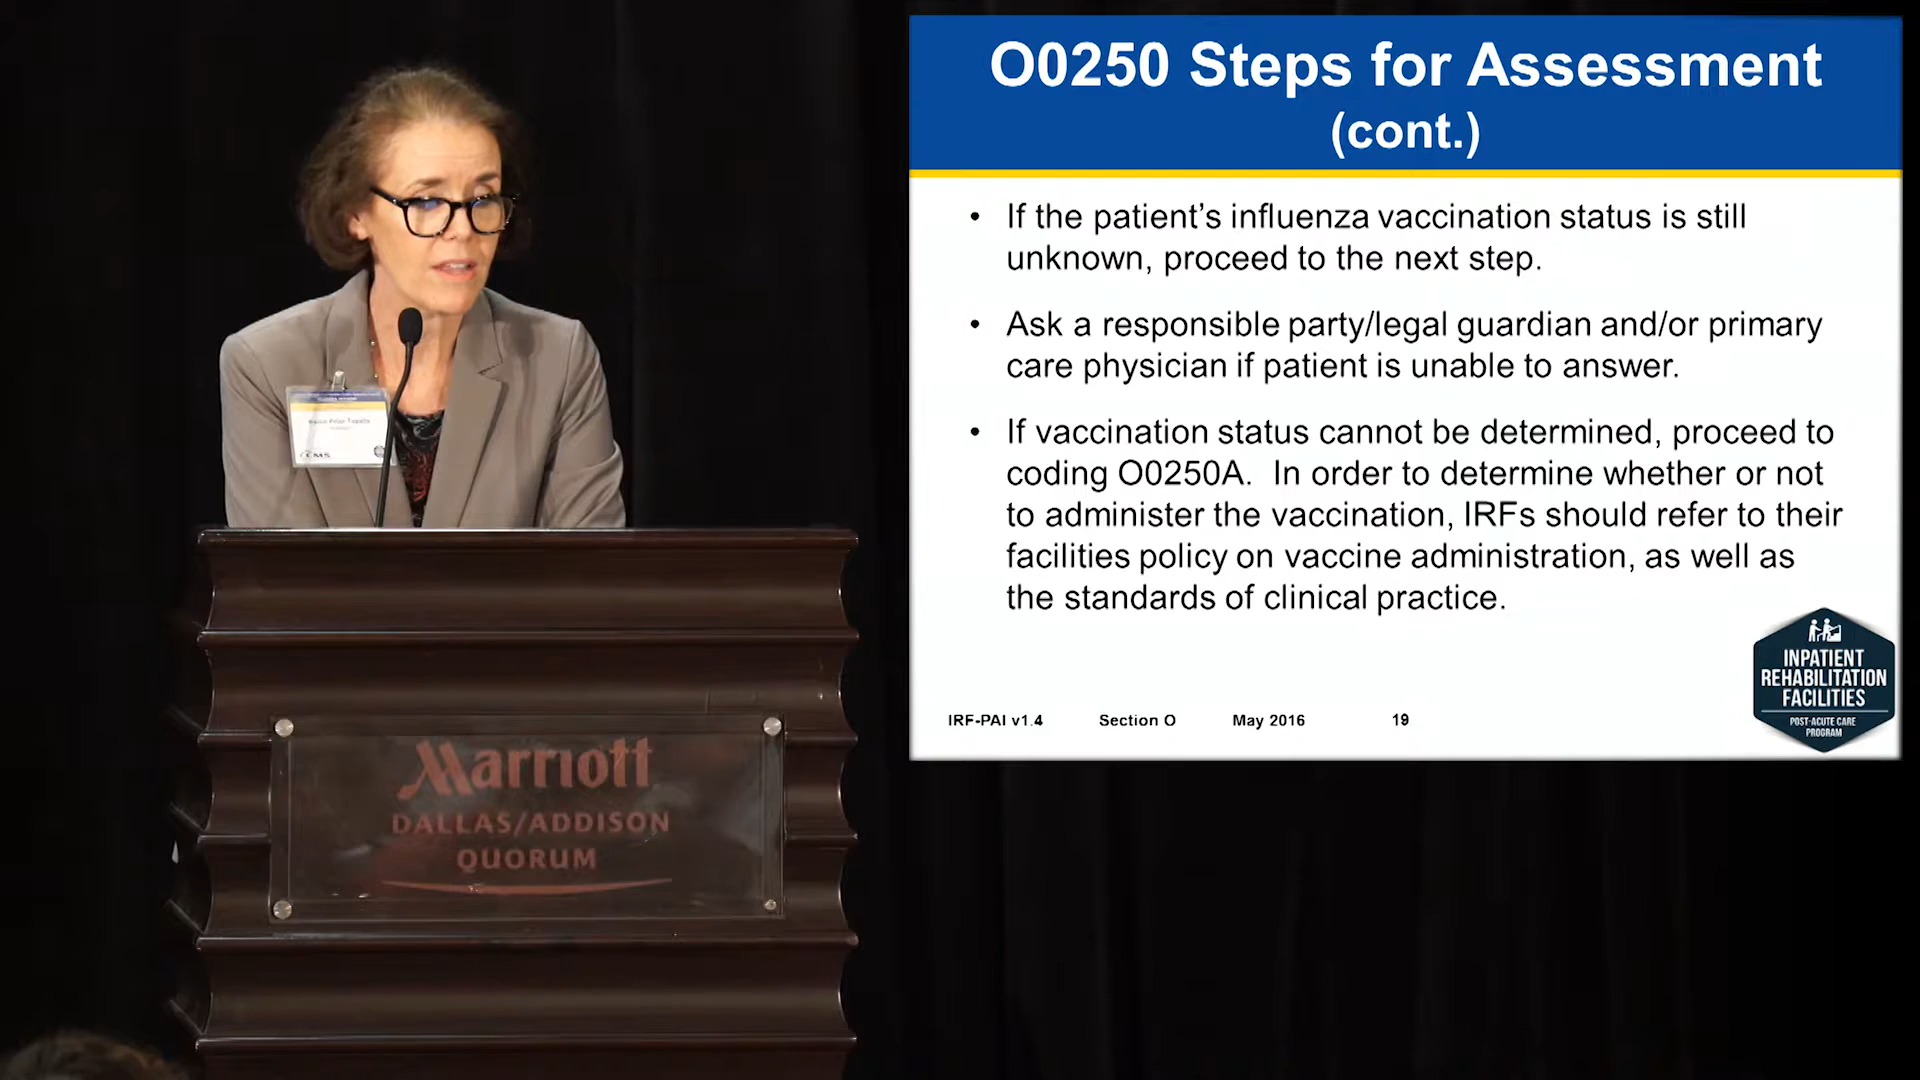 O0250 Steps for Assessment
(cont.)
• If the patient’s influenza vaccination status is still
unknown, proceed to the next step.
• Ask a responsible party/legal guardian and/or primary
care physician if patient is unable to answer.
• If vaccination status cannot be determined, proceed to
coding O0250A.  In order to determine whether or not
to administer the vaccination, IRFs should refer to their
facilities policy on vaccine administration, as well as
the standards of clinical practice.
IRF-PAI v1.4 Section O May 2016 19
INPATIENT
REHABILITATION
FACILITIES
POST-ACUTE CARE
PROGRAM
CMS
Marriott
DALLAS/ADDISON
QUORUM